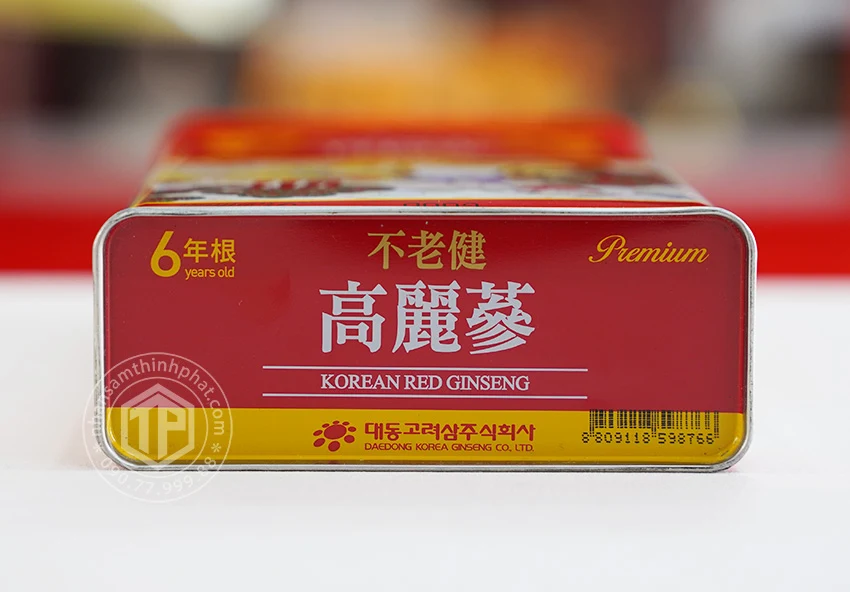 6年根
years old
不老健
Premium
高麗蔘
KOREAN RED GINSENG
대동고려삼주식회사
DAEDONG KOREA GINSENG CO., LTD.
8 809118 598766
TP